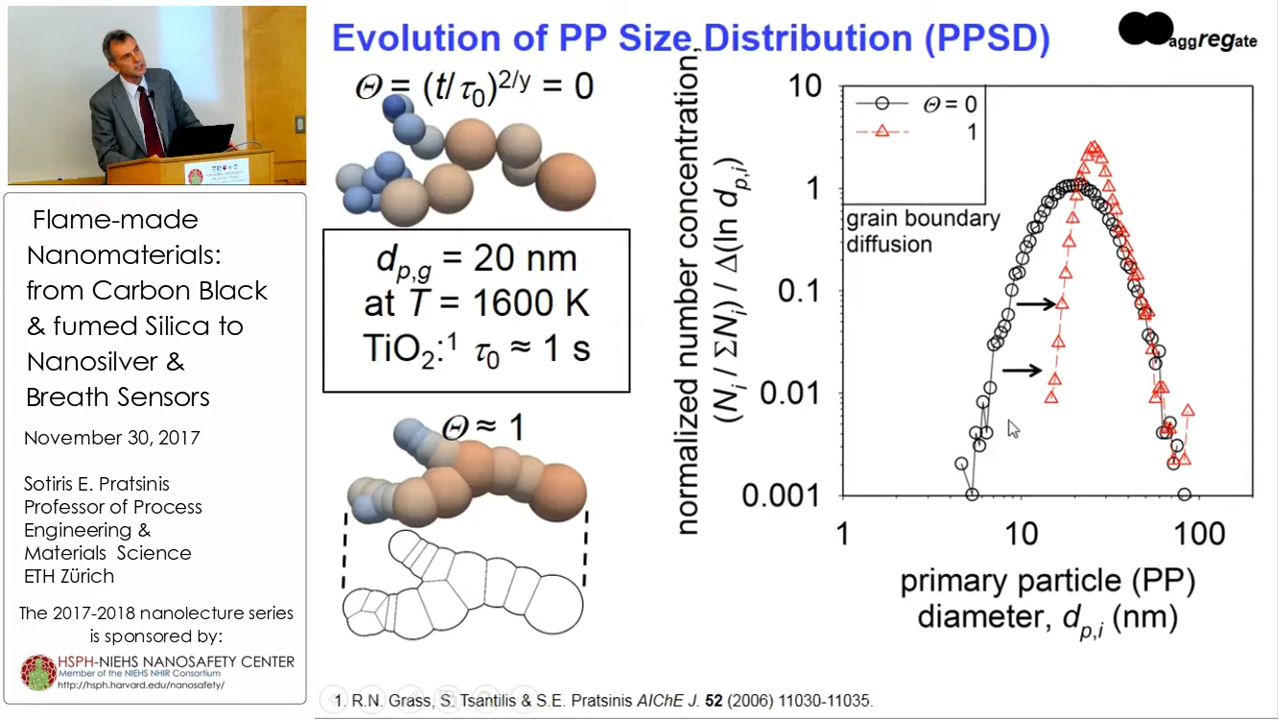 Evolution of PP Size Distribution (PPSD)
aggREGate
Θ = (t/τ0)2/y = 0
dp,g = 20 nm
at T = 1600 K
TiO2:1 τ0 ≈ 1 s
Θ ≈ 1
normalized number concentration,
(Ni / ΣNi) / Δ(ln dp,i)
10
1
0.1
0.01
0.001
Θ = 0
1
grain boundary
diffusion
1
10
100
primary particle (PP)
diameter, dp,i (nm)
1. R.N. Grass, S. Tsantilis & S.E. Pratsinis AIChE J. 52 (2006) 11030-11035.
Flame-made
Nanomaterials:
from Carbon Black
& fumed Silica to
Nanosilver &
Breath Sensors
November 30, 2017
Sotiris E. Pratsinis
Professor of Process
Engineering &
Materials Science
ETH Zürich
The 2017-2018 nanolecture series
is sponsored by:
HSPH-NIEHS NANOSAFETY CENTER
Member of the NIEHS NHIR Consortium
http://hsph.harvard.edu/nanosafety/